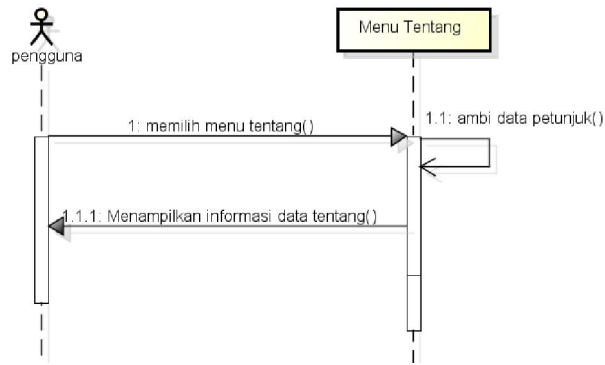 pengguna
Menu Tentang
1: memilih menu tentang()
1.1: ambi data petunjuk()
1.1.1: Menampilkan informasi data tentang()